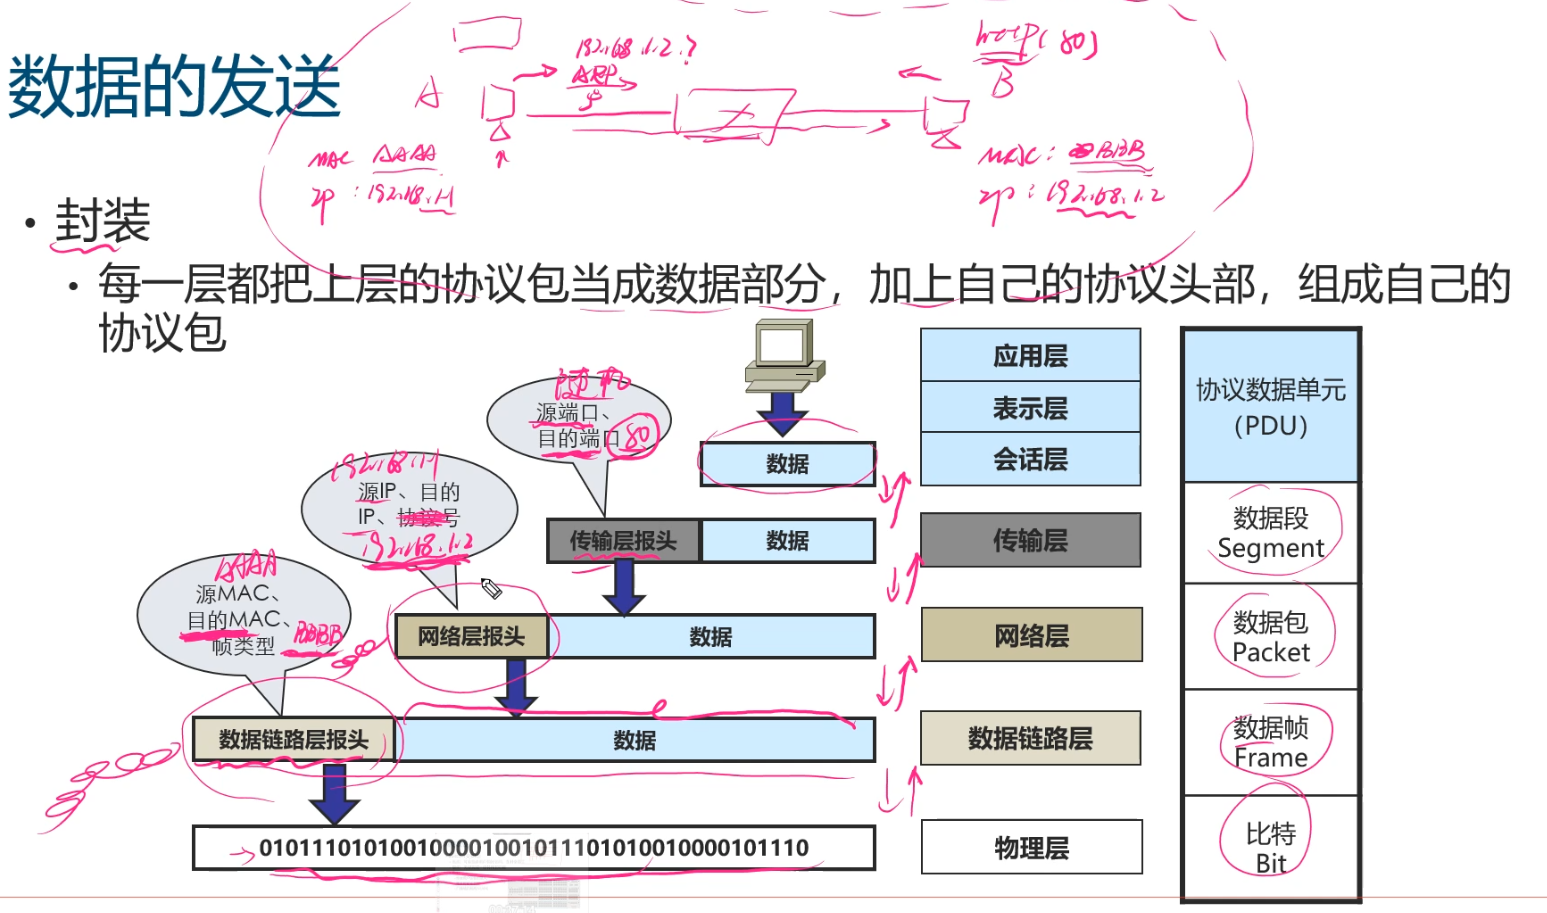 数据的发送
192.168.1.2.?
ARP
http(80)
A
B
MAC AAAA
IP:192.168.1.1
MAC:BBB
IP:192.168.1.2
• 封装
• 每一层都把上层的协议包当成数据部分，加上自己的协议头部，组成自己的
协议包
随机
源端口、
目的端口 80
192.168.1.1
源IP、目的
IP、协议号
192.168.1.2
AAAA
源MAC、
目的MAC、
帧类型 BBBB
数据
传输层报头 数据
网络层报头 数据
数据链路层报头 数据
应用层
表示层
会话层
传输层
网络层
数据链路层
物理层
协议数据单元
（PDU）
数据段
Segment
数据包
Packet
数据帧
Frame
比特
Bit